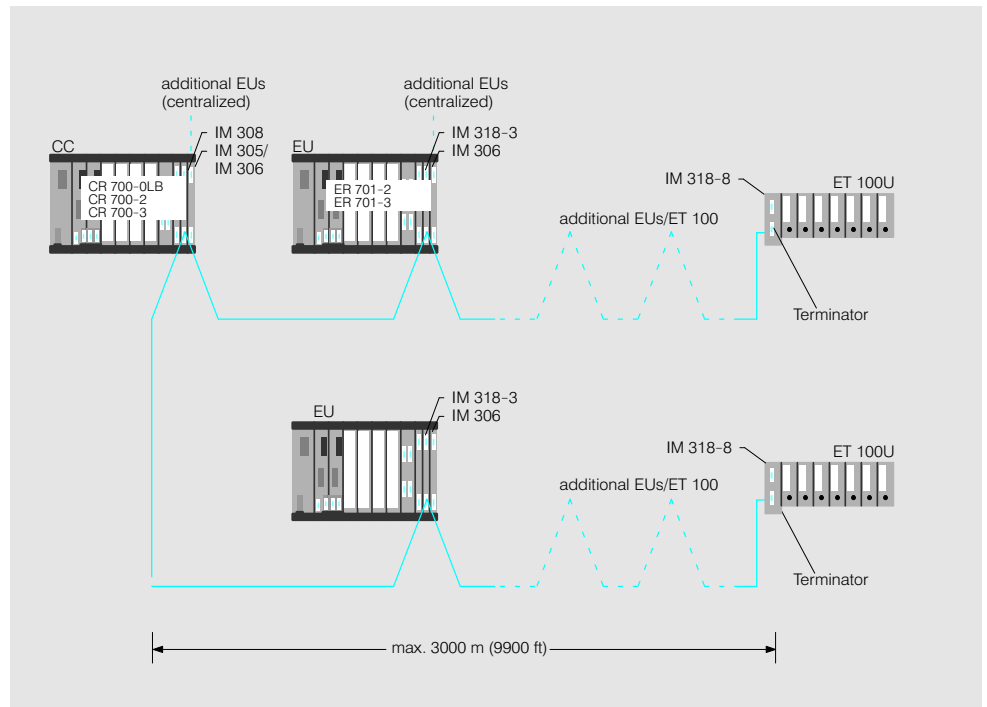 additional EUs
(centralized)
additional EUs
(centralized)
CC
IM 308
IM 305/
IM 306
EU
IM 318-3
IM 306
CR 700-0LB
CR 700-2
CR 700-3
ER 701-2
ER 701-3
IM 318-8
ET 100U
additional EUs/ET 100
Terminator
EU
IM 318-3
IM 306
IM 318-8
ET 100U
additional EUs/ET 100
Terminator
max. 3000 m (9900 ft)